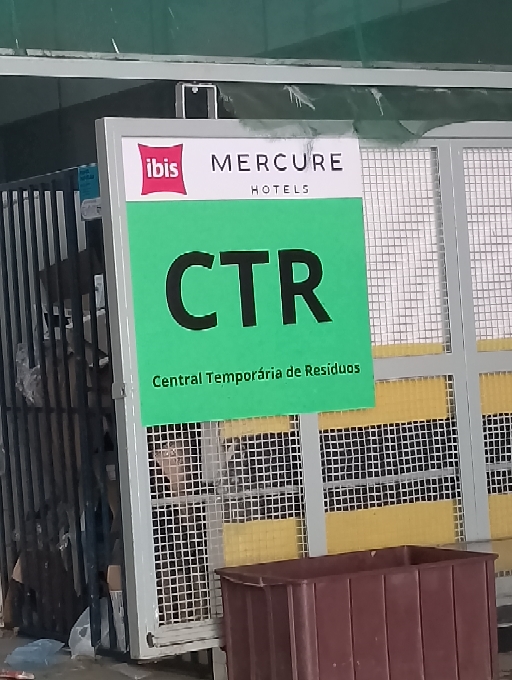 ibis
MERCURE
HOTELS
CTR
Central Temporária de Resíduos